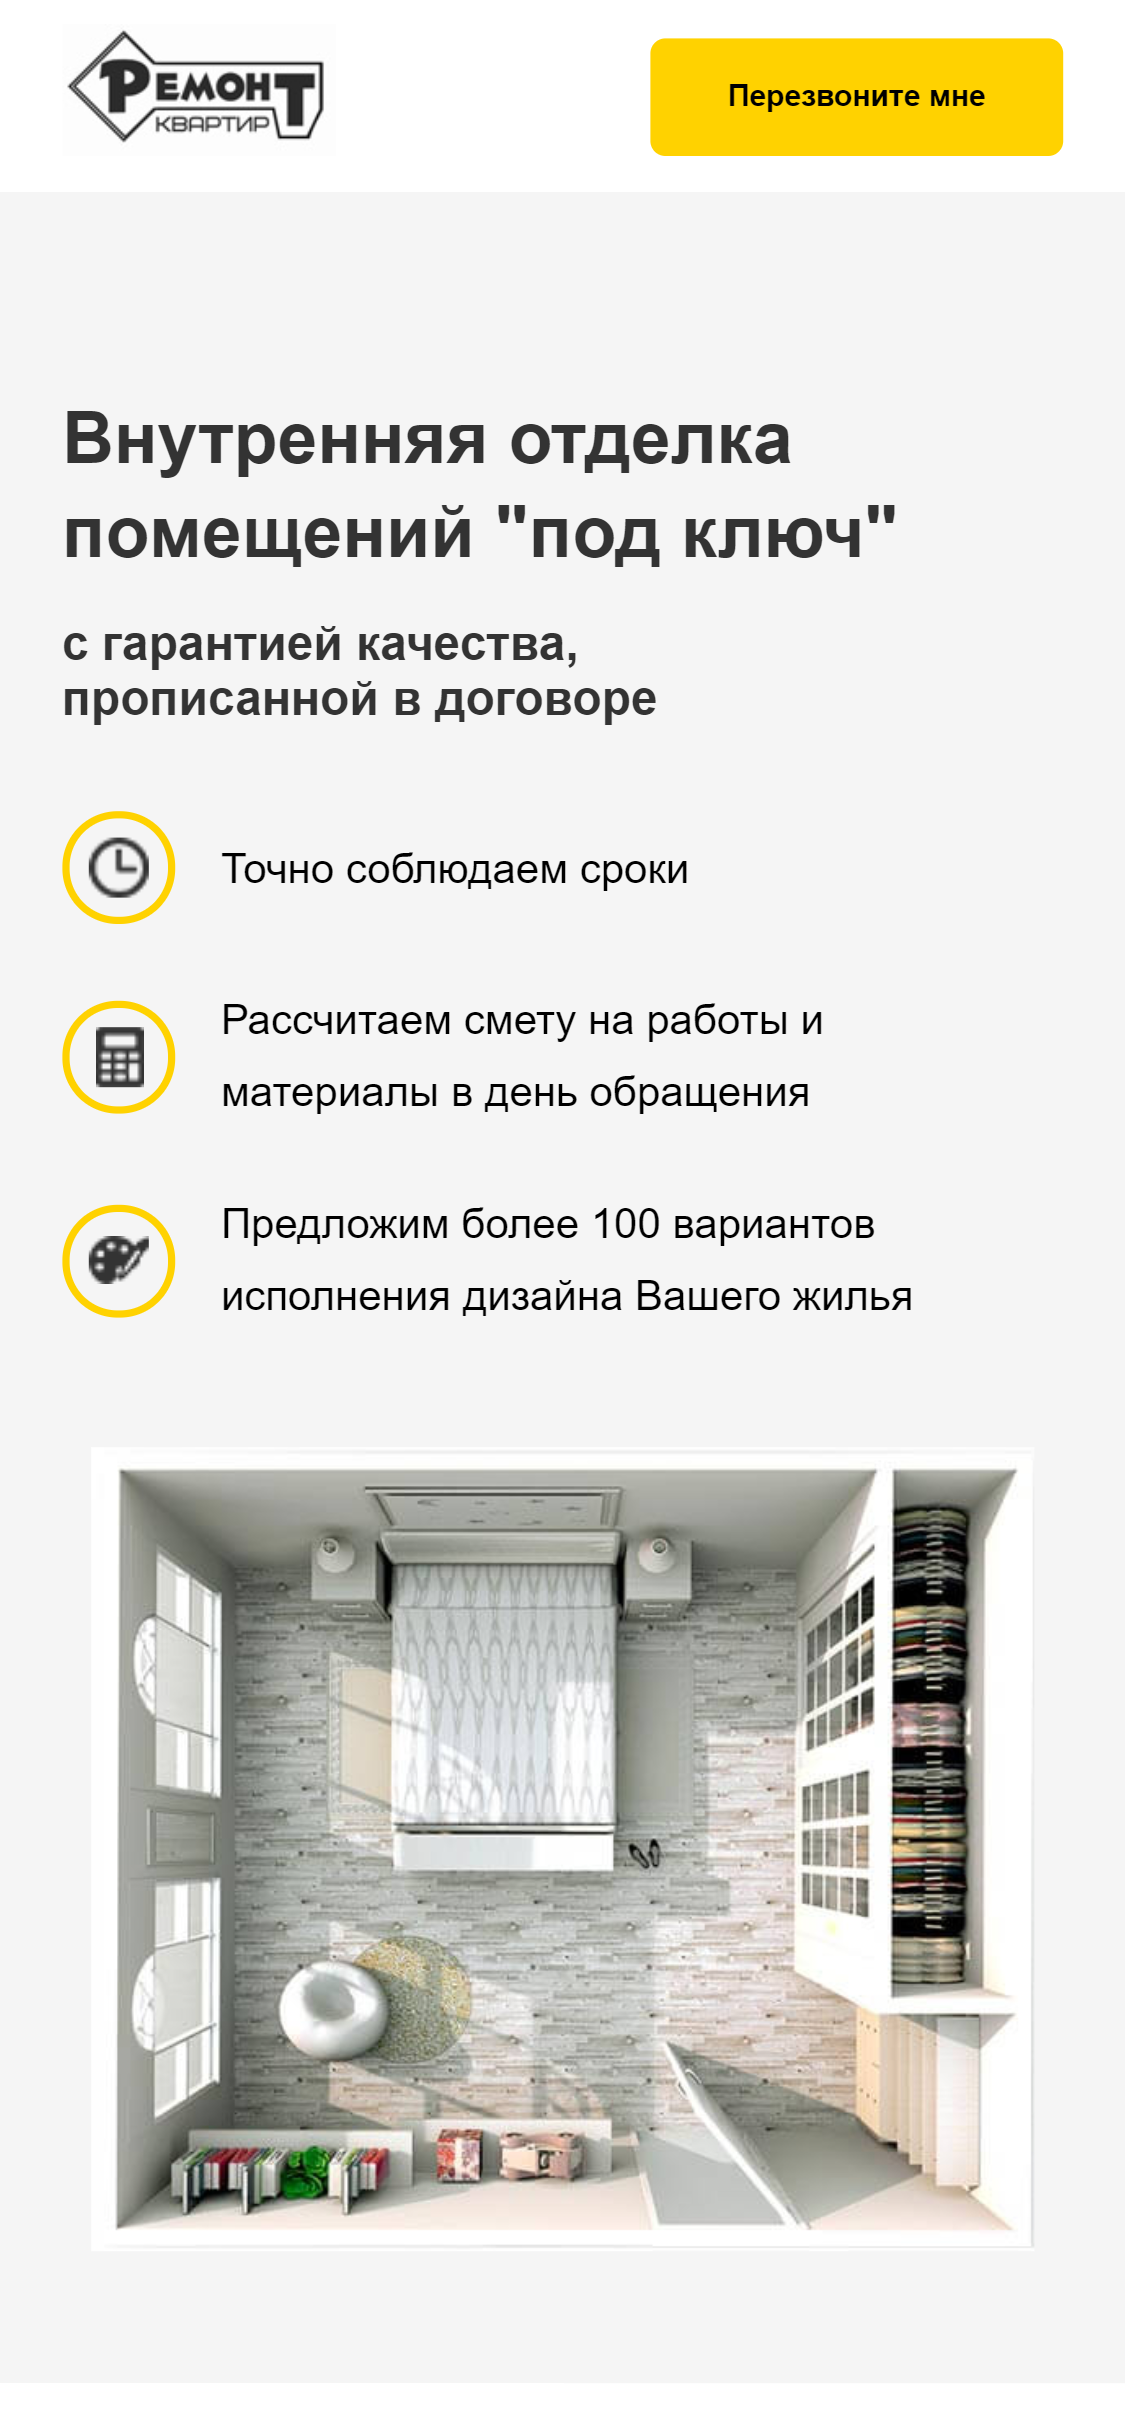 Ремонт
квартир
Перезвоните мне
Внутренняя отделка
помещений "под ключ"
с гарантией качества,
прописанной в договоре
Точно соблюдаем сроки
Рассчитаем смету на работы и
материалы в день обращения
Предложим более 100 вариантов
исполнения дизайна Вашего жилья